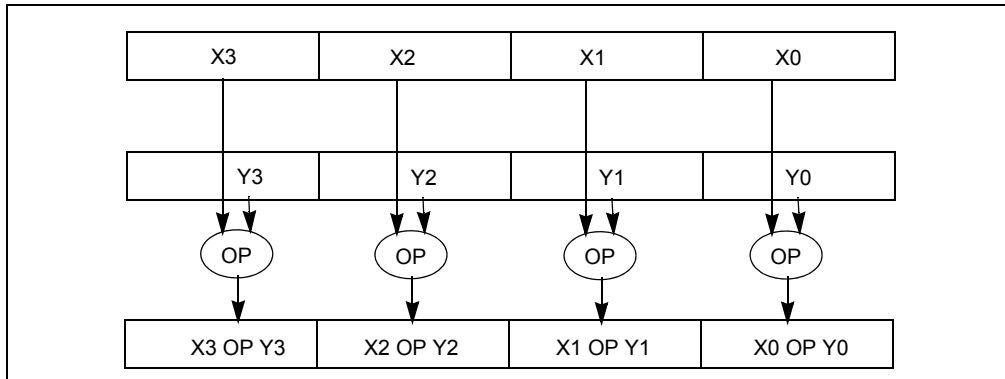 X3 X2 X1 X0
Y3 Y2 Y1 Y0
OP OP OP OP
X3 OP Y3 X2 OP Y2 X1 OP Y1 X0 OP Y0